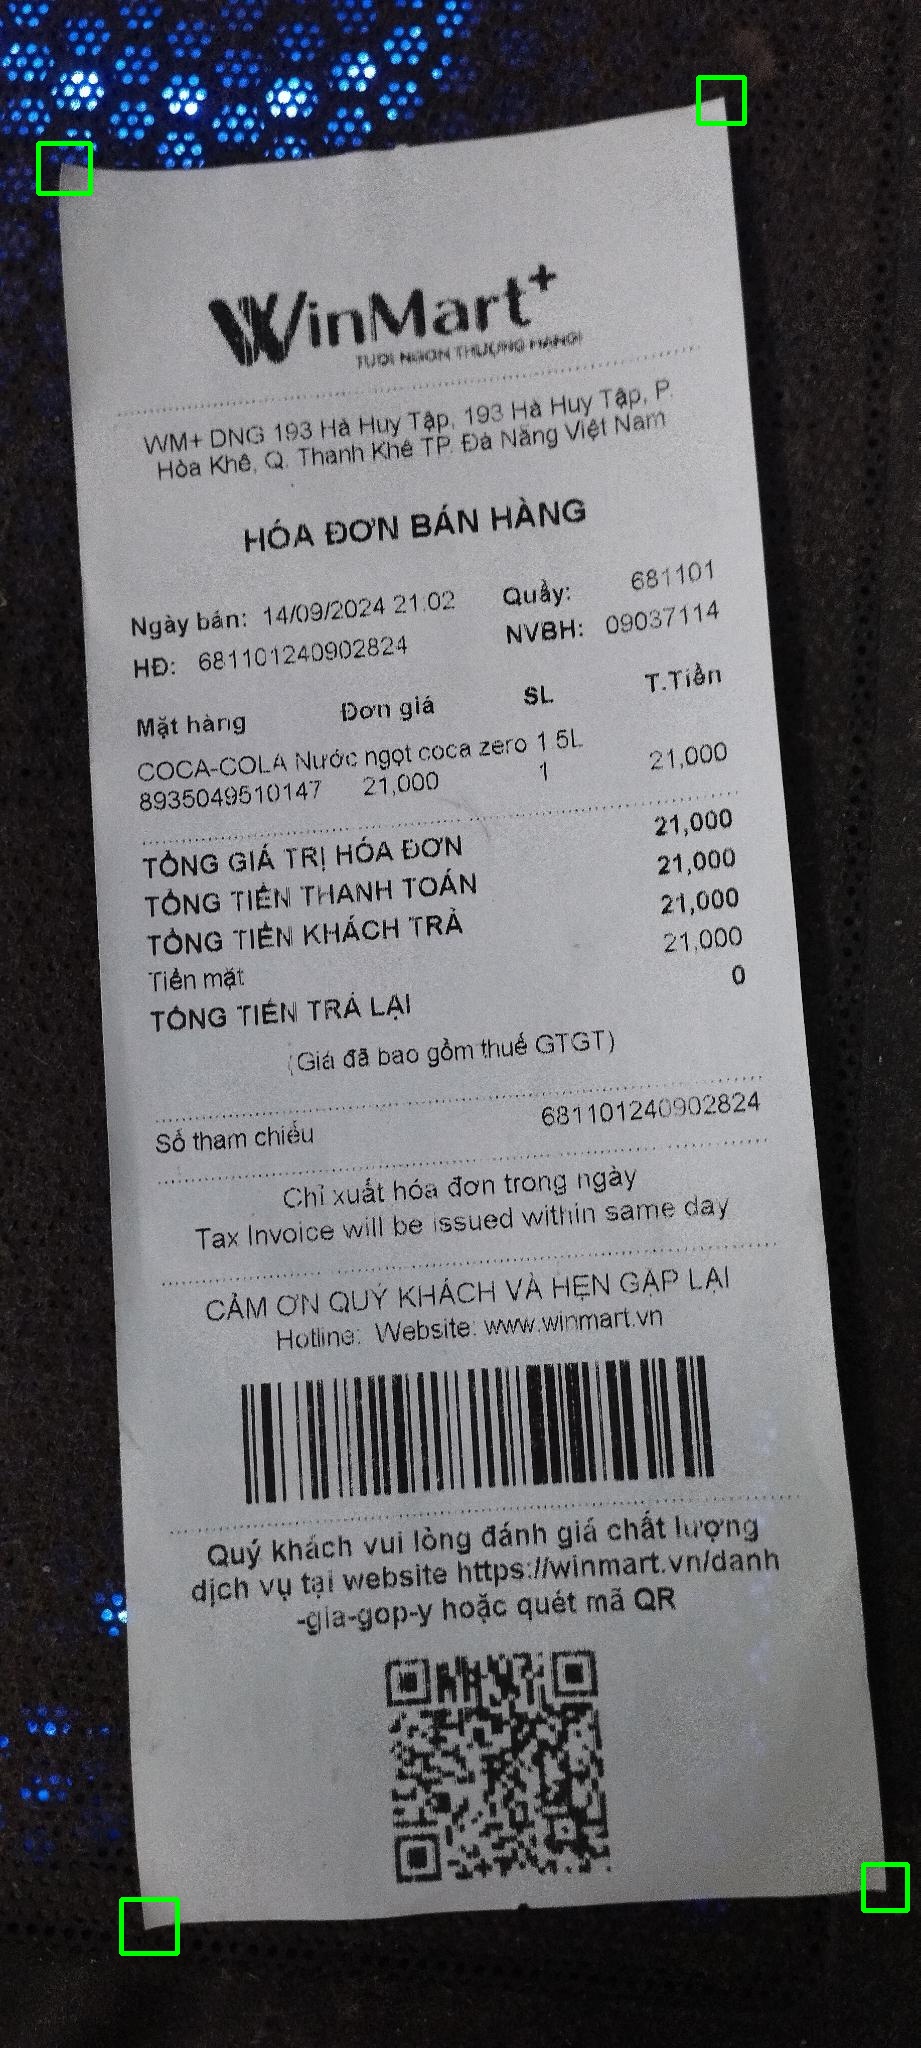 WinMart+
TƯƠI NGON THƯỢNG HẠNG!
WM+ DNG 193 Hà Huy Tập, 193 Hà Huy Tập, P.
Hòa Khê, Q. Thanh Khê TP. Đà Nẵng Việt Nam
HÓA ĐƠN BÁN HÀNG
Ngày bán: 14/09/2024 21:02 Quầy: 681101
HĐ: 681101240902824 NVBH: 09037114
Mặt hàng Đơn giá SL T.Tiền
COCA-COLA Nước ngọt coca zero 1.5L
8935049510147 21,000 1 21,000
TỔNG GIÁ TRỊ HÓA ĐƠN 21,000
TỔNG TIỀN THANH TOÁN 21,000
TỔNG TIỀN KHÁCH TRẢ 21,000
Tiền mặt 21,000
TỔNG TIỀN TRẢ LẠI 0
(Giá đã bao gồm thuế GTGT)
Số tham chiếu 681101240902824
Chỉ xuất hóa đơn trong ngày
Tax Invoice will be issued within same day
CẢM ƠN QUÝ KHÁCH VÀ HẸN GẶP LẠI
Hotline: Website: www.winmart.vn
Quý khách vui lòng đánh giá chất lượng
dịch vụ tại website https://winmart.vn/danh
-gia-gop-y hoặc quét mã QR